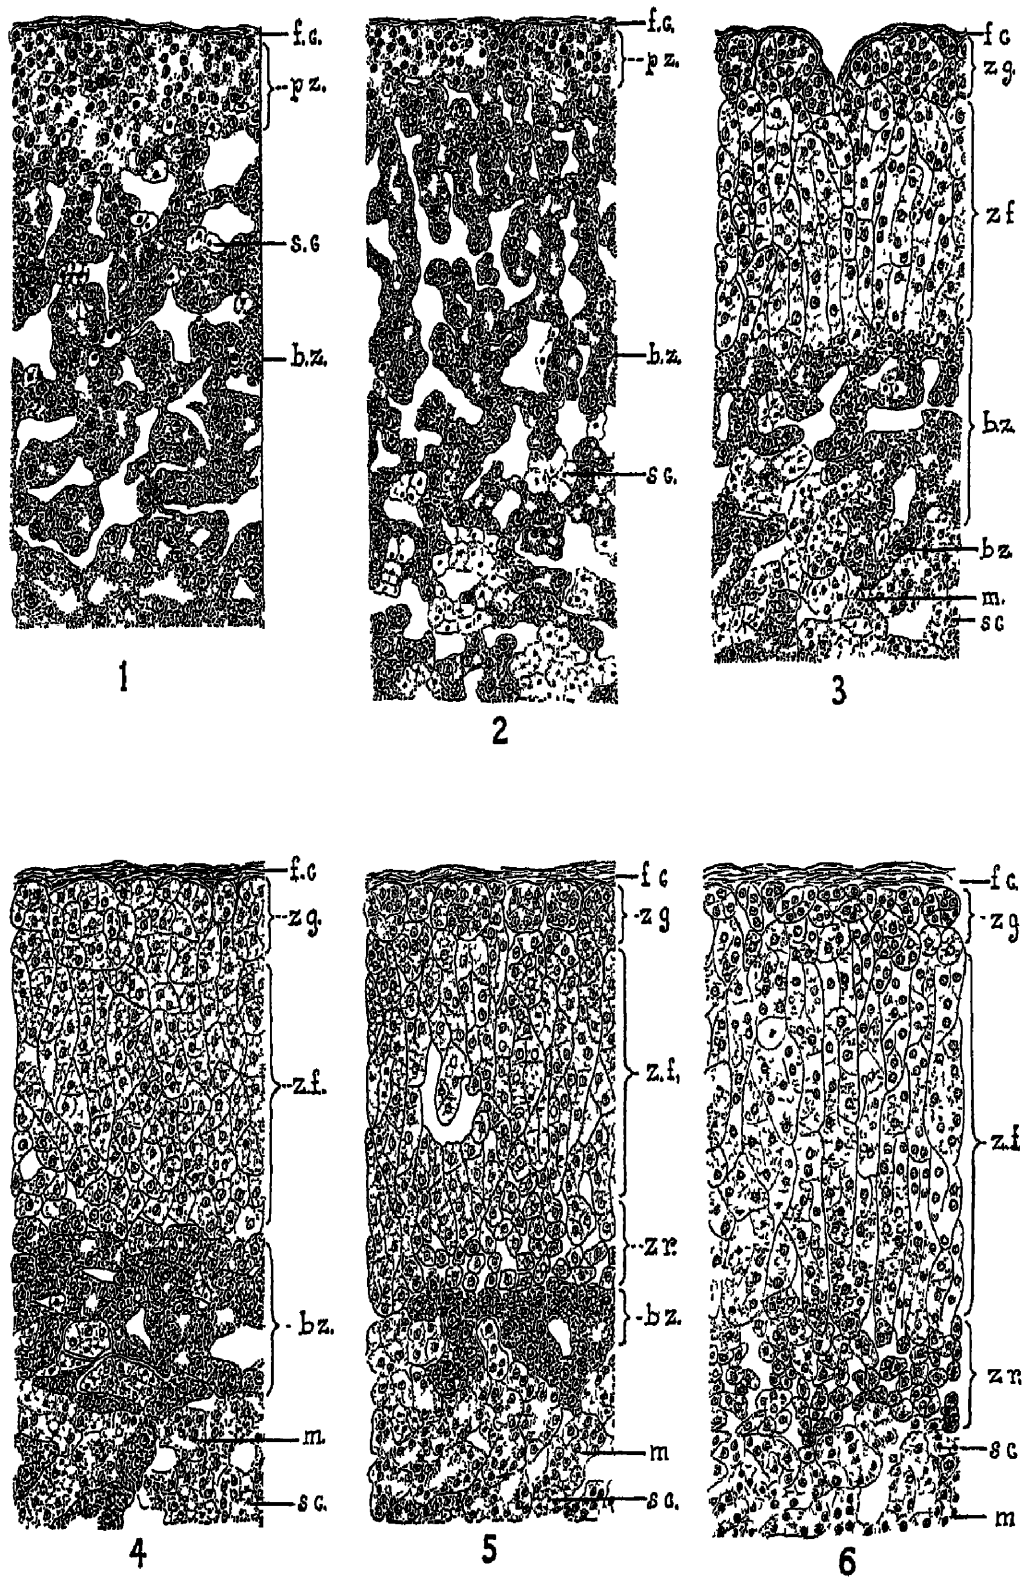 f.c.
p z.
s.c
b.z.
1
f.c.
p z.
b.z.
s c.
2
f c
z g.
z f
b.z
b z
m.
s c
3
f.c
z g.
z.f.
b z.
m.
s c.
4
f c
z g
z.f.
z r.
b z.
m
s c.
5
f c.
z g
z.f
z r.
s c
m
6